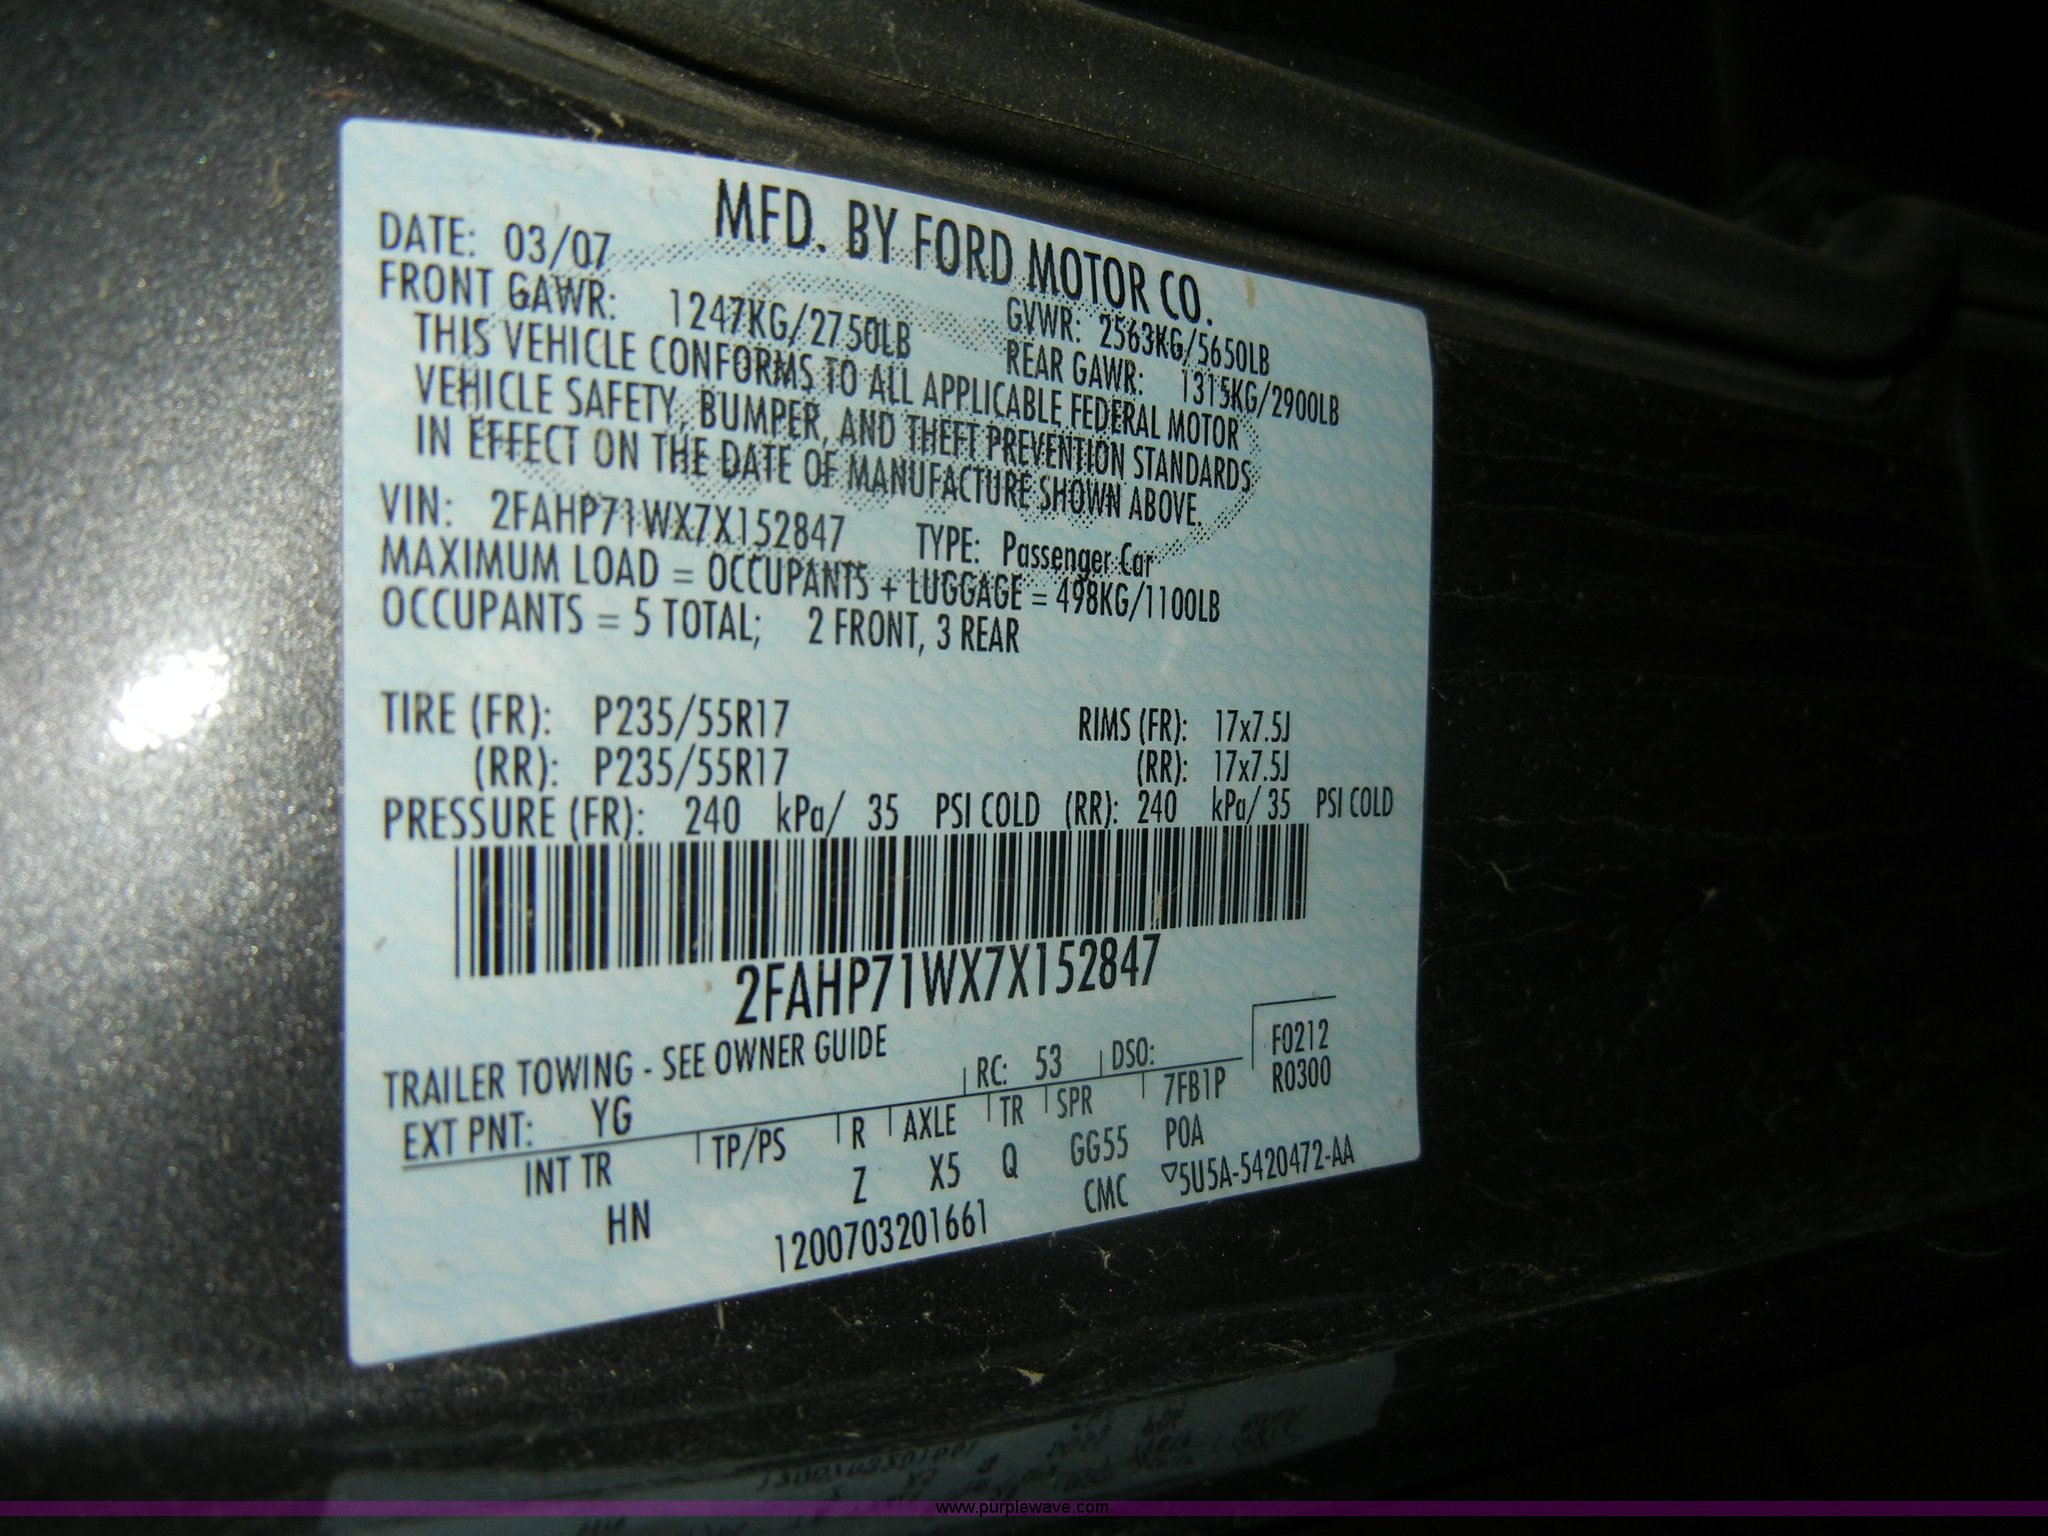 MFD. BY FORD MOTOR CO.
DATE: 03/07 GVWR: 2563KG/5650LB
FRONT GAWR: 1247KG/2750LB REAR GAWR: 1315KG/2900LB
THIS VEHICLE CONFORMS TO ALL APPLICABLE FEDERAL MOTOR
VEHICLE SAFETY, BUMPER, AND THEFT PREVENTION STANDARDS
IN EFFECT ON THE DATE OF MANUFACTURE SHOWN ABOVE.
VIN: 2FAHP71WX7X152847 TYPE: Passenger Car
MAXIMUM LOAD = OCCUPANTS + LUGGAGE = 498KG/1100LB
OCCUPANTS = 5 TOTAL; 2 FRONT, 3 REAR
TIRE (FR): P235/55R17 RIMS (FR): 17x7.5J
(RR): P235/55R17 (RR): 17x7.5J
PRESSURE (FR): 240 kPa/ 35 PSI COLD (RR): 240 kPa/ 35 PSI COLD
2FAHP71WX7X152847
TRAILER TOWING - SEE OWNER GUIDE F0212
EXT PNT: YG RC: 53 DSO: R0300
INT TR TP/PS R AXLE TR SPR 7FB1P
HN Z X5 Q GG55 POA
1200703201661 CMC ▽5U5A-5420472-AA
www.purplewave.com